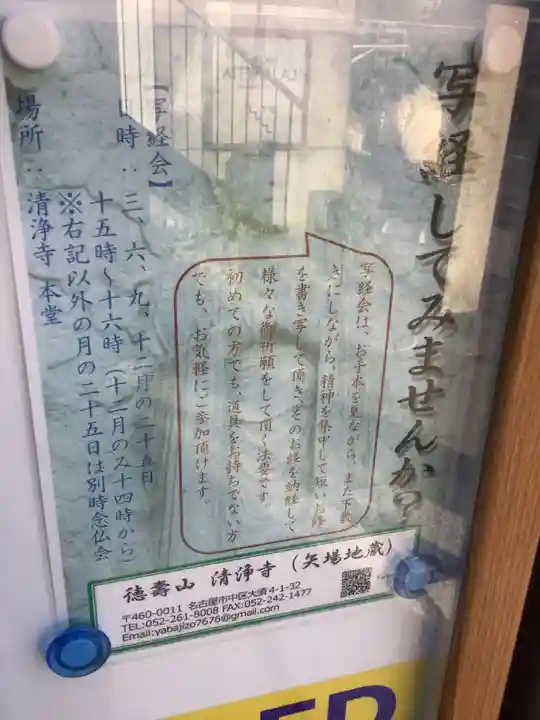 写経してみませんか?
写経会は、お手本を見ながら、また下敷
きにしながら、精神を集中して短いお経
を書き写して頂き、そのお経を納経して
様々な御祈願をして頂く法要です。
初めての方でも、道具をお持ちでない方
でも、お気軽にご参加頂けます。
【写経会】
日時:三、六、九、十二月の二十五日
十五時～十六時(十二月のみ十四時から)
※右記以外の月の二十五日は別時念仏会
場所:清浄寺 本堂
徳壽山 清浄寺 (矢場地蔵)
〒460-0011 名古屋市中区大須4-1-32
TEL:052-261-8008 FAX:052-242-1477
Email:yabajizo7676@gmail.com